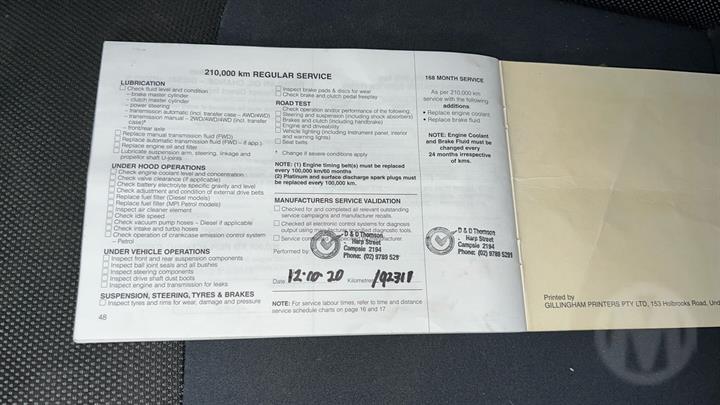 210,000 km REGULAR SERVICE
LUBRICATION
Check fluid level and condition
– brake master cylinder
– clutch master cylinder
– power steering
– transmission automatic (incl. transfer case – AWD/4WD)
– transmission manual – 2WD/AWD/4WD (incl. transfer case)*
– front/rear axle
Replace manual transmission fluid (FWD)
Replace automatic transmission fluid (FWD – if app.)
Replace engine oil and filter
Lubricate suspension arm, steering, linkage and
propellor shaft U-joints
UNDER HOOD OPERATIONS
Check engine coolant level and concentration
Check valve clearance (if applicable)
Check battery electrolyte specific gravity and level
Check adjustment and condition of external drive belts
Replace fuel filter (Diesel models)
Replace fuel filter (MPI Petrol models)
Inspect air cleaner element
Check idle speed
Check vacuum pump hoses – Diesel if applicable
Check intake and turbo hoses
Check operation of crankcase emission control system
– Petrol
UNDER VEHICLE OPERATIONS
Inspect front and rear suspension components
Inspect ball joint seals and all bushes
Inspect steering components
Inspect drive shaft dust boots
Inspect engine and transmission for leaks
SUSPENSION, STEERING, TYRES & BRAKES
Inspect tyres and rims for wear, damage and pressure
48
Inspect brake pads & discs for wear
Check brake and clutch pedal freeplay
ROAD TEST
Check operation and/or performance of the following:
Steering and suspension (including shock absorbers)
Brakes and clutch (including handbrake)
Engine and driveability
Vehicle lighting (including instrument panel, interior
and warning lights)
Seat belts
* Change if severe conditions apply
NOTE: (1) Engine timing belt(s) must be replaced
every 100,000 km/60 months
(2) Platinum and surface discharge spark plugs must
be replaced every 100,000 km.
MANUFACTURERS SERVICE VALIDATION
Checked for and completed all relevant outstanding
service campaigns and manufacturer recalls.
Checked all electronic control systems for diagnosis
output using manufacturer specified diagnostic tools.
Service
Performed by
D & D Thomson
Harp Street
Campsie 2194
Phone: (02) 9789 529
Date 12-10-20 Kilometres 192311
NOTE: For service labour times, refer to time and distance
service schedule charts on page 16 and 17
168 MONTH SERVICE
As per 210,000 km
service with the following
additions
• Replace engine coolant
• Replace brake fluid
NOTE: Engine Coolant
and Brake Fluid must be
changed every
24 months irrespective
of kms.
D & D Thomson
Harp Street
Campsie 2194
Phone: (02) 9789 5291
Printed by
GILLINGHAM PRINTERS PTY LTD, 153 Holbrooks Road, Und